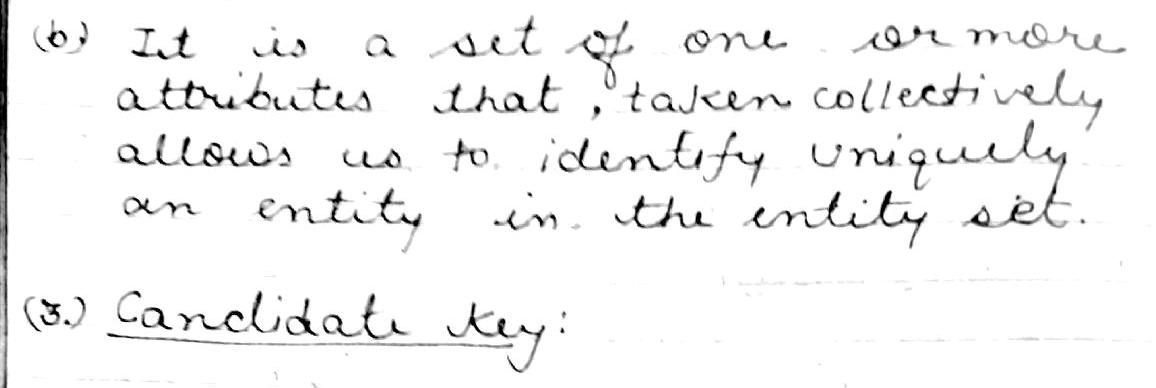 (b) It is a set of one or more
attributes that, taken collectively
allows us to identify uniquely
an entity in the entity set.
(3.) Candidate key: